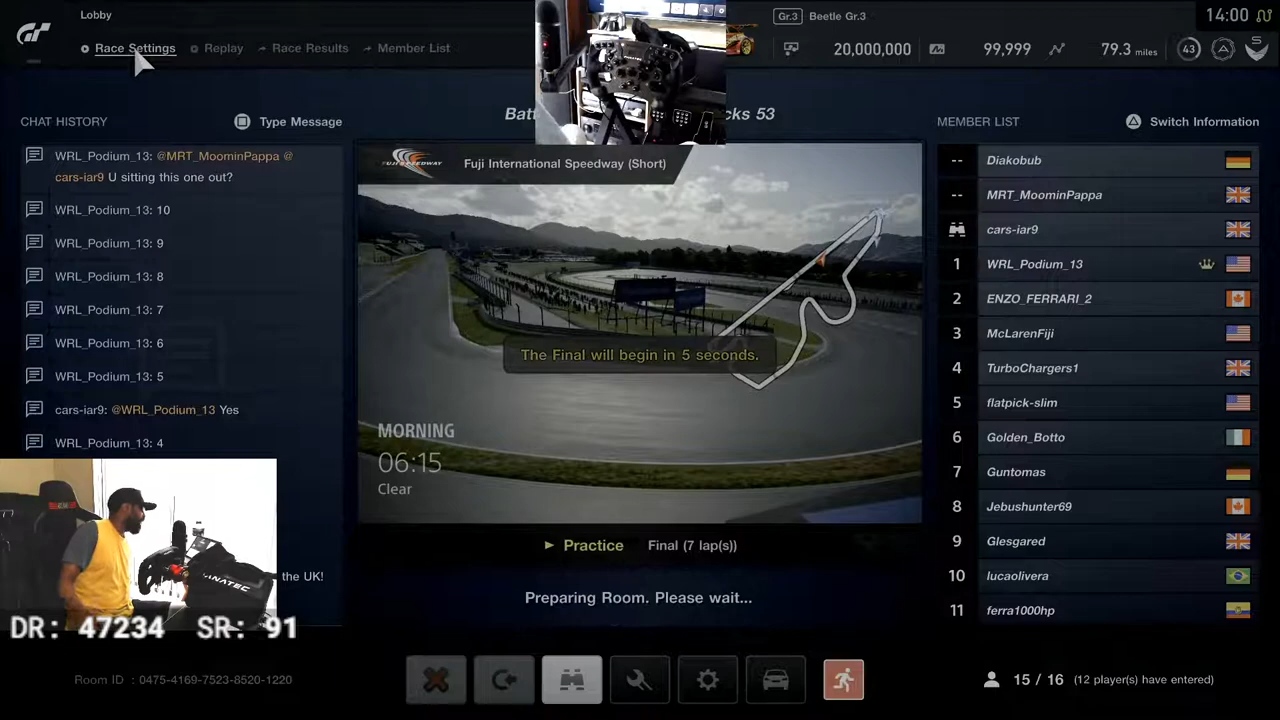 Lobby
Race Settings
Replay
Race Results
Member List
Gr.3
Beetle Gr.3
14:00
20,000,000
99,999
79.3 miles
43
A
S
CHAT HISTORY
Type Message
cks 53
MEMBER LIST
Switch Information
WRL_Podium_13: @MRT_MoominPappa @
cars-iar9 U sitting this one out?
WRL_Podium_13: 10
WRL_Podium_13: 9
WRL_Podium_13: 8
WRL_Podium_13: 7
WRL_Podium_13: 6
WRL_Podium_13: 5
cars-iar9: @WRL_Podium_13 Yes
WRL_Podium_13: 4
the UK!
FUJI SPEEDWAY
Fuji International Speedway (Short)
The Final will begin in 5 seconds.
MORNING
06:15
Clear
Practice
Final (7 lap(s))
Preparing Room. Please wait...
-- Diakobub
-- MRT_MoominPappa
cars-iar9
1 WRL_Podium_13
2 ENZO_FERRARI_2
3 McLarenFiji
4 TurboChargers1
5 flatpick-slim
6 Golden_Botto
7 Guntomas
8 Jebushunter69
9 Glesgared
10 lucaolivera
11 ferra1000hp
FANATEC
DR: 47234 SR: 91
Room ID : 0475-4169-7523-8520-1220
15 / 16 (12 player(s) have entered)